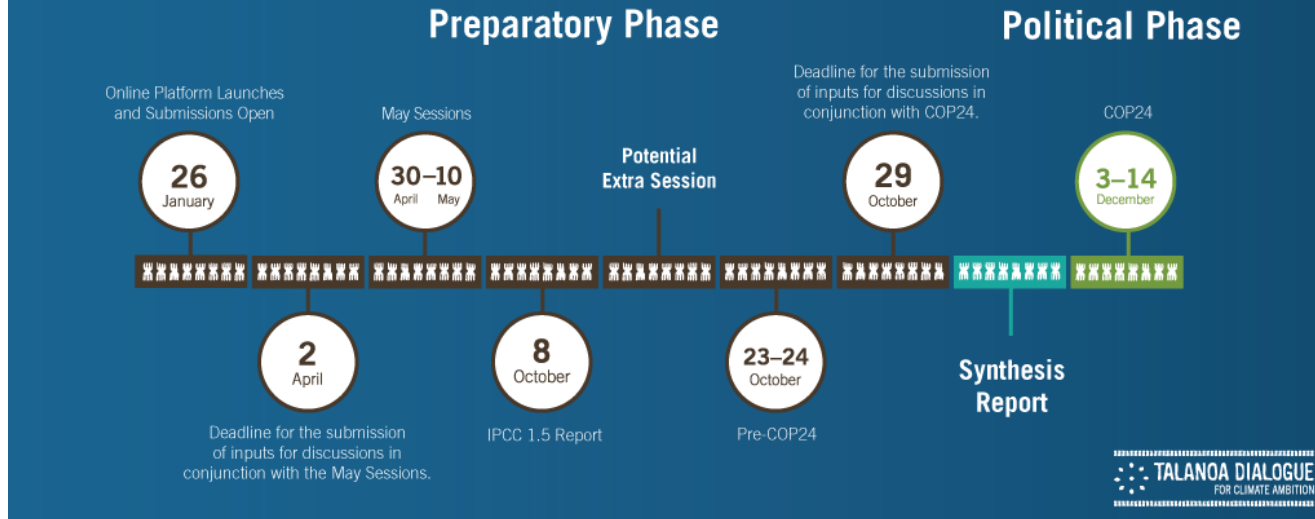 Preparatory Phase
Political Phase
Online Platform Launches
and Submissions Open
26
January
2
April
Deadline for the submission
of inputs for discussions in
conjunction with the May Sessions.
May Sessions
30–10
April May
8
October
IPCC 1.5 Report
Potential
Extra Session
23–24
October
Pre-COP24
Deadline for the submission
of inputs for discussions in
conjunction with COP24.
29
October
Synthesis
Report
COP24
3–14
December
TALANOA DIALOGUE
FOR CLIMATE AMBITION